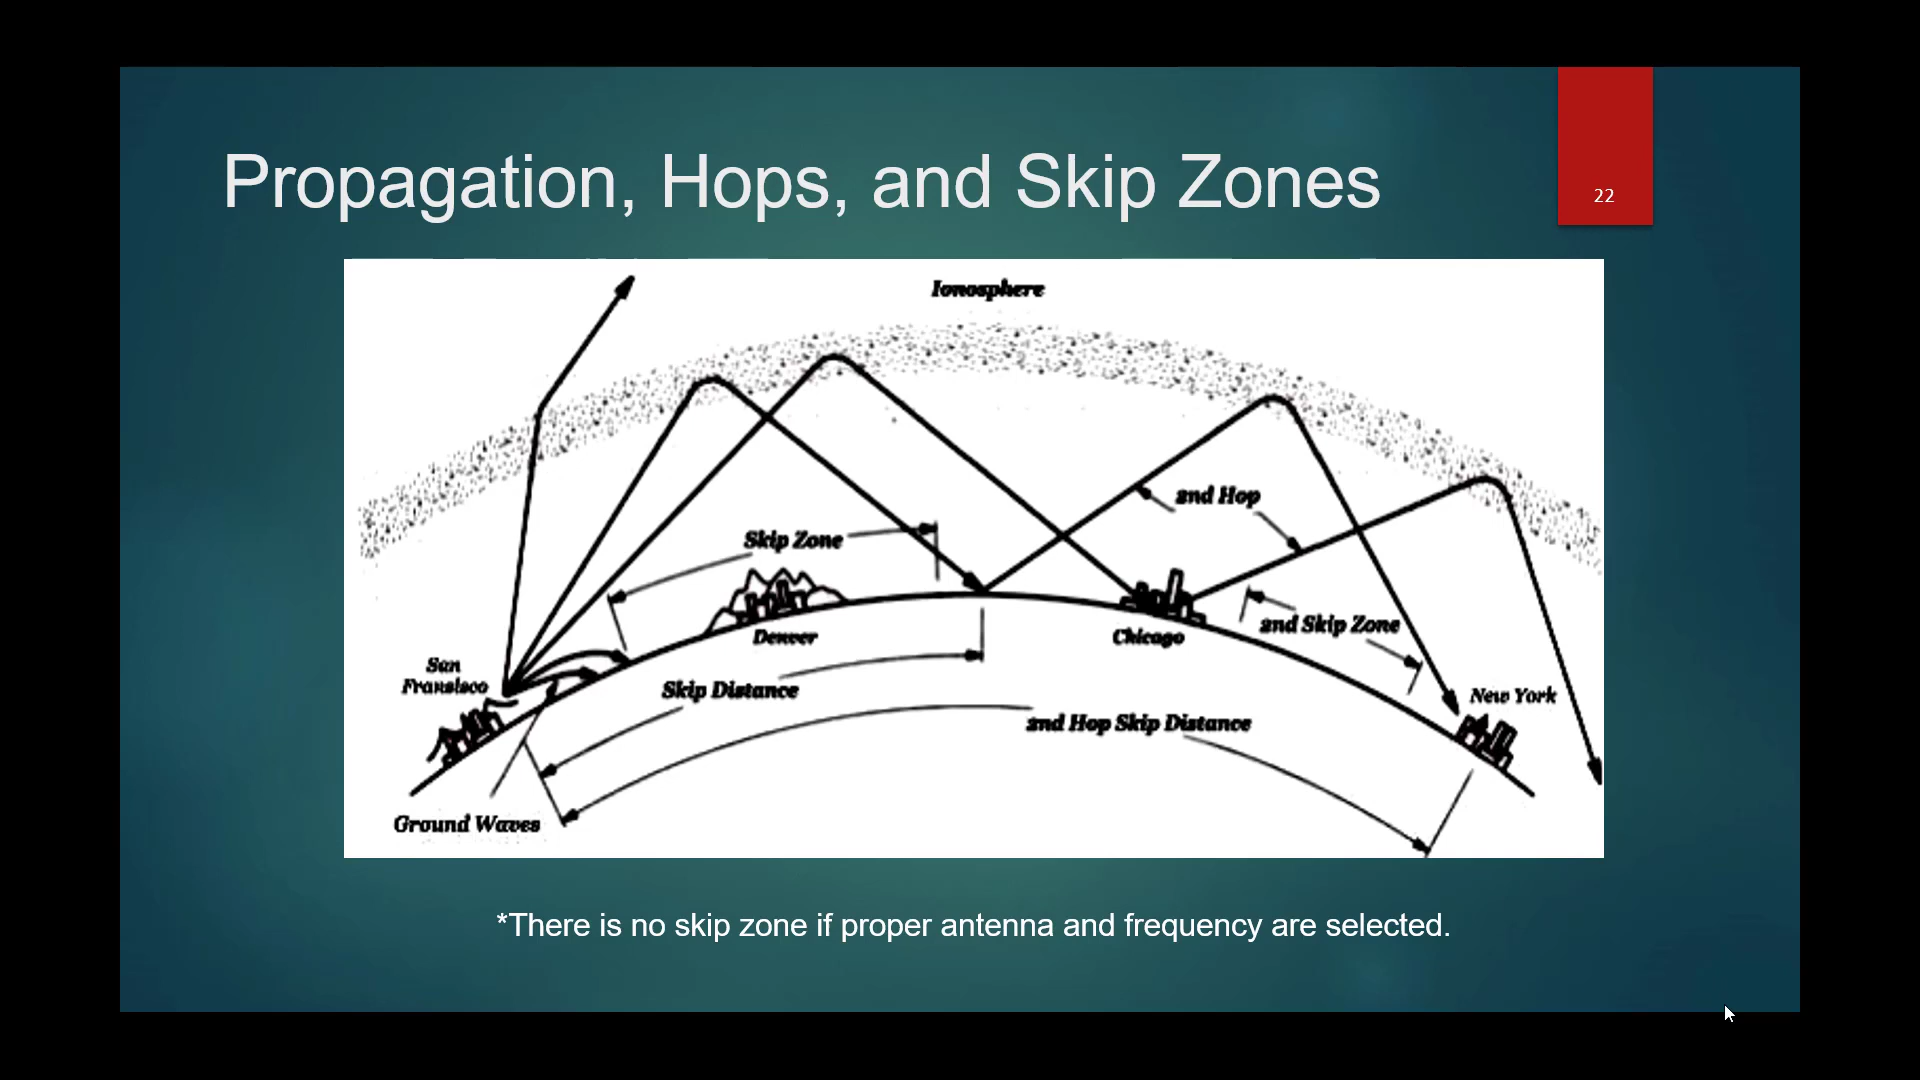 Propagation, Hops, and Skip Zones
22
Ionosphere
2nd Hop
Skip Zone
2nd Skip Zone
Denver
Chicago
San
Fransisco
Skip Distance
New York
2nd Hop Skip Distance
Ground Waves
*There is no skip zone if proper antenna and frequency are selected.